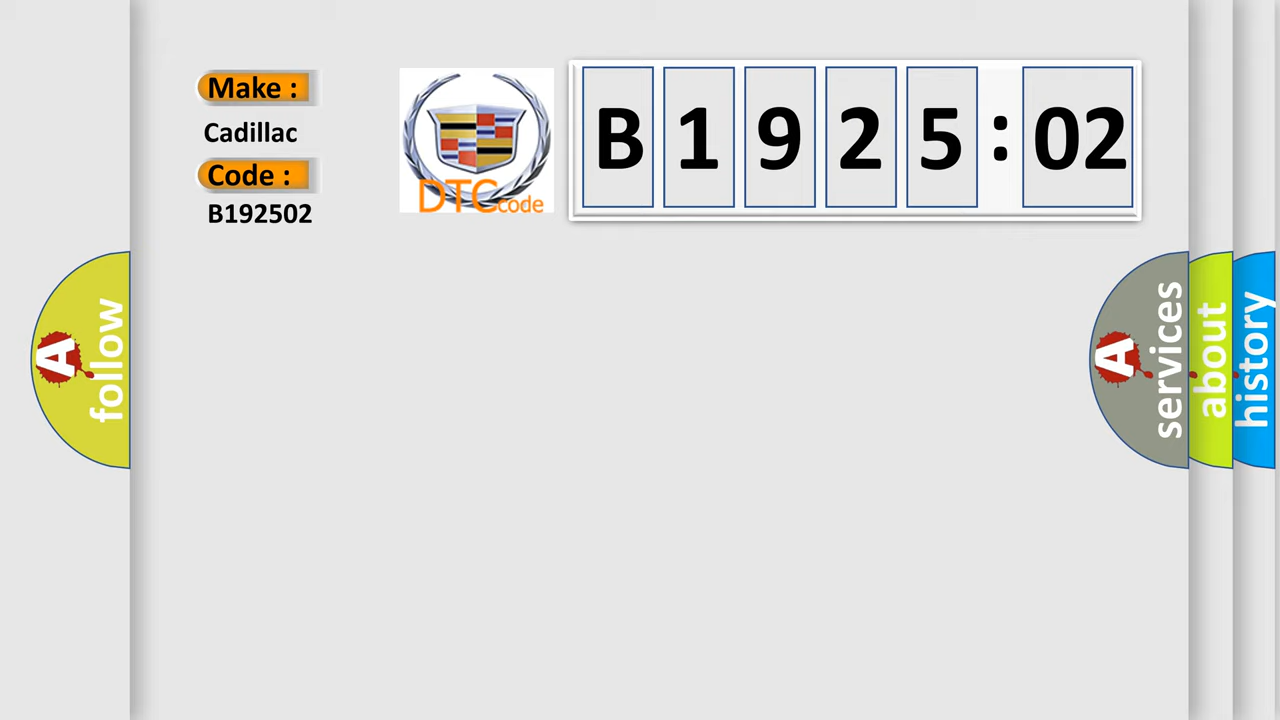 Make :
Cadillac
Code :
B192502
DTCcode
B 1 9 2 5 : 02
A follow
A services
about
history